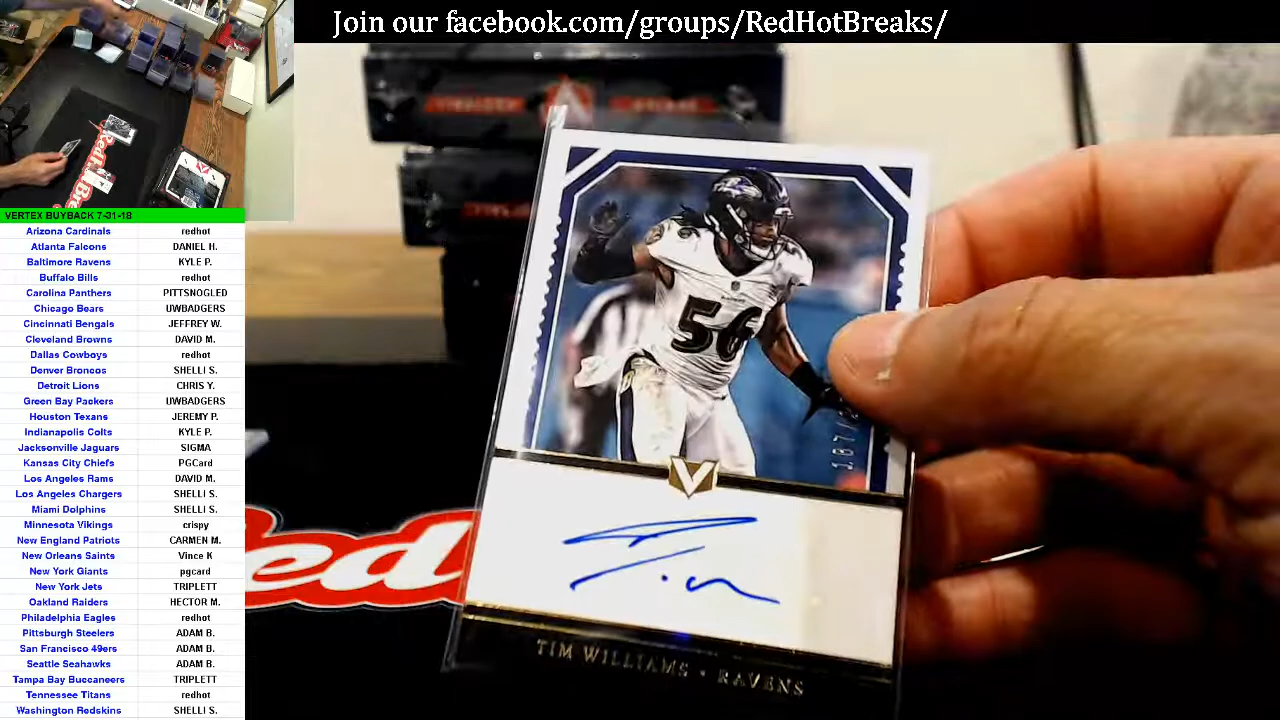 Join our facebook.com/groups/RedHotBreaks/
VERTEX BUYBACK 7-31-18
Arizona Cardinals redhot
Atlanta Falcons DANIEL H.
Baltimore Ravens KYLE P.
Buffalo Bills redhot
Carolina Panthers PITTSNOGLED
Chicago Bears UWBADGERS
Cincinnati Bengals JEFFREY W.
Cleveland Browns DAVID M.
Dallas Cowboys redhot
Denver Broncos SHELLI S.
Detroit Lions CHRIS Y.
Green Bay Packers UWBADGERS
Houston Texans JEREMY P.
Indianapolis Colts KYLE P.
Jacksonville Jaguars SIGMA
Kansas City Chiefs PGCard
Los Angeles Rams DAVID M.
Los Angeles Chargers SHELLI S.
Miami Dolphins SHELLI S.
Minnesota Vikings crispy
New England Patriots CARMEN M.
New Orleans Saints Vince K
New York Giants pgcard
New York Jets TRIPLETT
Oakland Raiders HECTOR M.
Philadelphia Eagles redhot
Pittsburgh Steelers ADAM B.
San Francisco 49ers ADAM B.
Seattle Seahawks ADAM B.
Tampa Bay Buccaneers TRIPLETT
Tennessee Titans redhot
Washington Redskins SHELLI S.
56
V
TIM WILLIAMS • RAVENS
Red